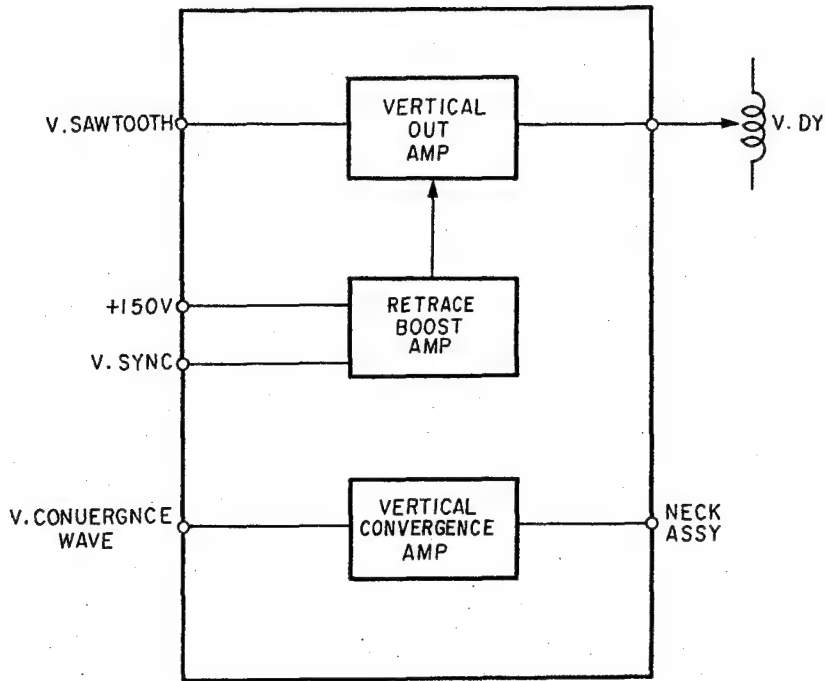 V.SAWTOOTH
VERTICAL
OUT
AMP
V. DY
+150V
V. SYNC
RETRACE
BOOST
AMP
V.CONUERGNCE
WAVE
VERTICAL
CONVERGENCE
AMP
NECK
ASSY